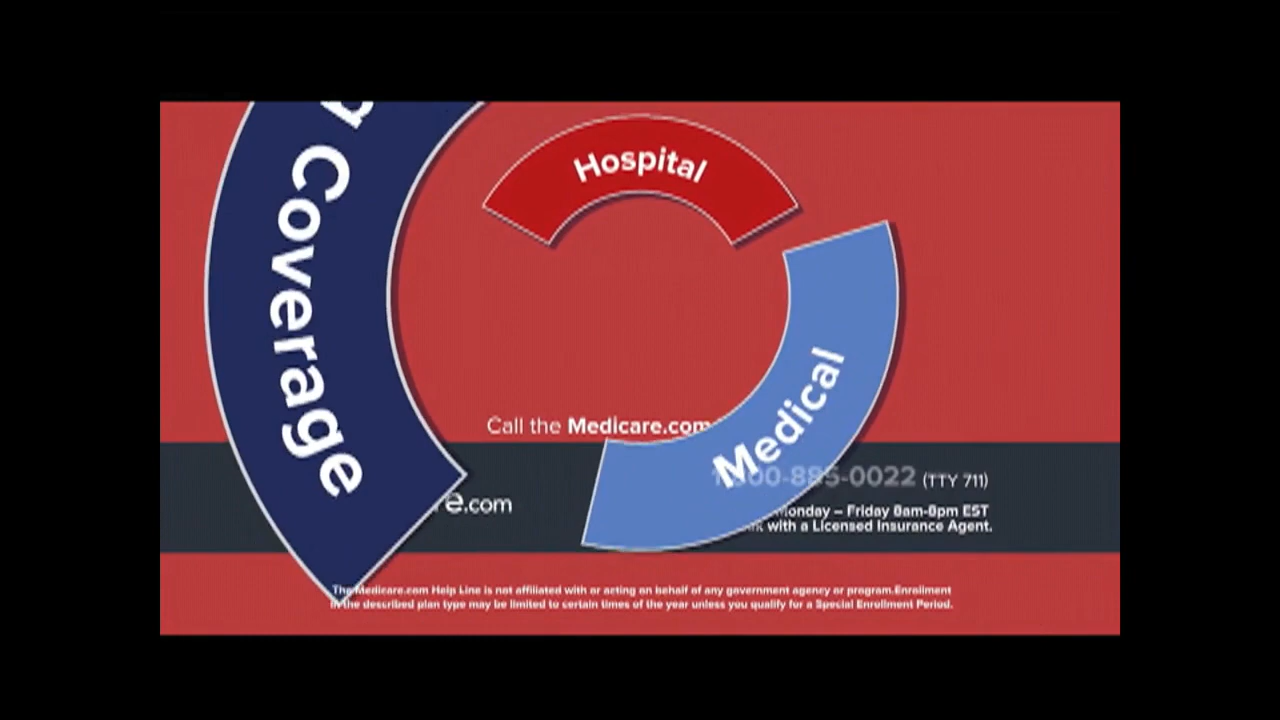 Coverage
Hospital
Medical
Call the Medicare.com
00-885-0022 (TTY 711)
.com
Monday – Friday 8am-8pm EST
with a Licensed Insurance Agent.
The Medicare.com Help Line is not affiliated with or acting on behalf of any government agency or program.Enrollment
in the described plan type may be limited to certain times of the year unless you qualify for a Special Enrollment Period.